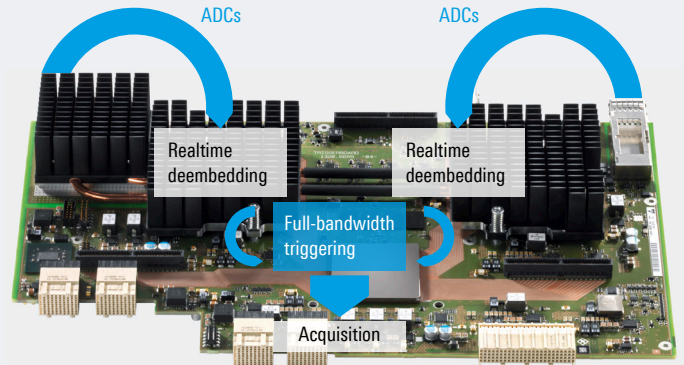 ADCs
ADCs
Realtime
deembedding
Realtime
deembedding
Full-bandwidth
triggering
Acquisition